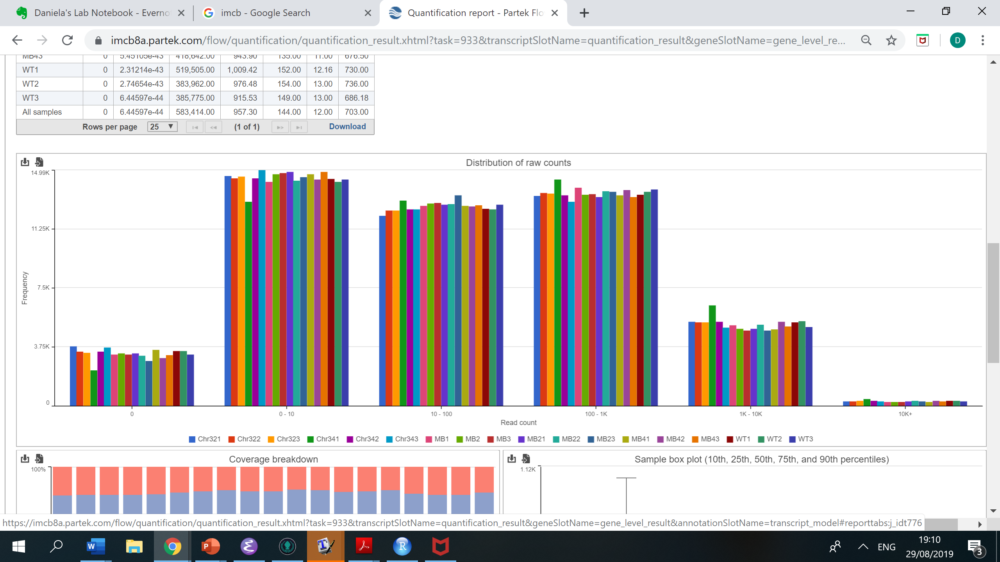 Daniela's Lab Notebook - Everno
imcb - Google Search
Quantification report - Partek Flo
imcb8a.partek.com/flow/quantification/quantification_result.xhtml?task=933&transcriptSlotName=quantification_result&geneSlotName=gene_level_re...
D
MB43 0 5.45105e-43 418,642.00 943.90 135.00 11.00 676.50
WT1 0 2.31214e-43 519,505.00 1,009.42 152.00 12.16 730.00
WT2 0 2.74654e-43 383,962.00 976.48 154.00 13.00 736.00
WT3 0 6.44597e-44 385,775.00 915.53 149.00 13.00 686.18
All samples 0 6.44597e-44 583,414.00 957.30 144.00 12.00 703.00
Rows per page 25 (1 of 1) Download
Distribution of raw counts
14.99K
11.25K
7.5K
3.75K
0
Frequency
0 0 - 10 10 - 100 100 - 1K 1K - 10K 10K+
Read count
Chr321 Chr322 Chr323 Chr341 Chr342 Chr343 MB1 MB2 MB3 MB21 MB22 MB23 MB41 MB42 MB43 WT1 WT2 WT3
Coverage breakdown
100%
Sample box plot (10th, 25th, 50th, 75th, and 90th percentiles)
1.12K
https://imcb8a.partek.com/flow/quantification/quantification_result.xhtml?task=933&transcriptSlotName=quantification_result&geneSlotName=gene_level_result&annotationSlotName=transcript_model#reporttabs:j_idt776
ENG
19:10
29/08/2019
3